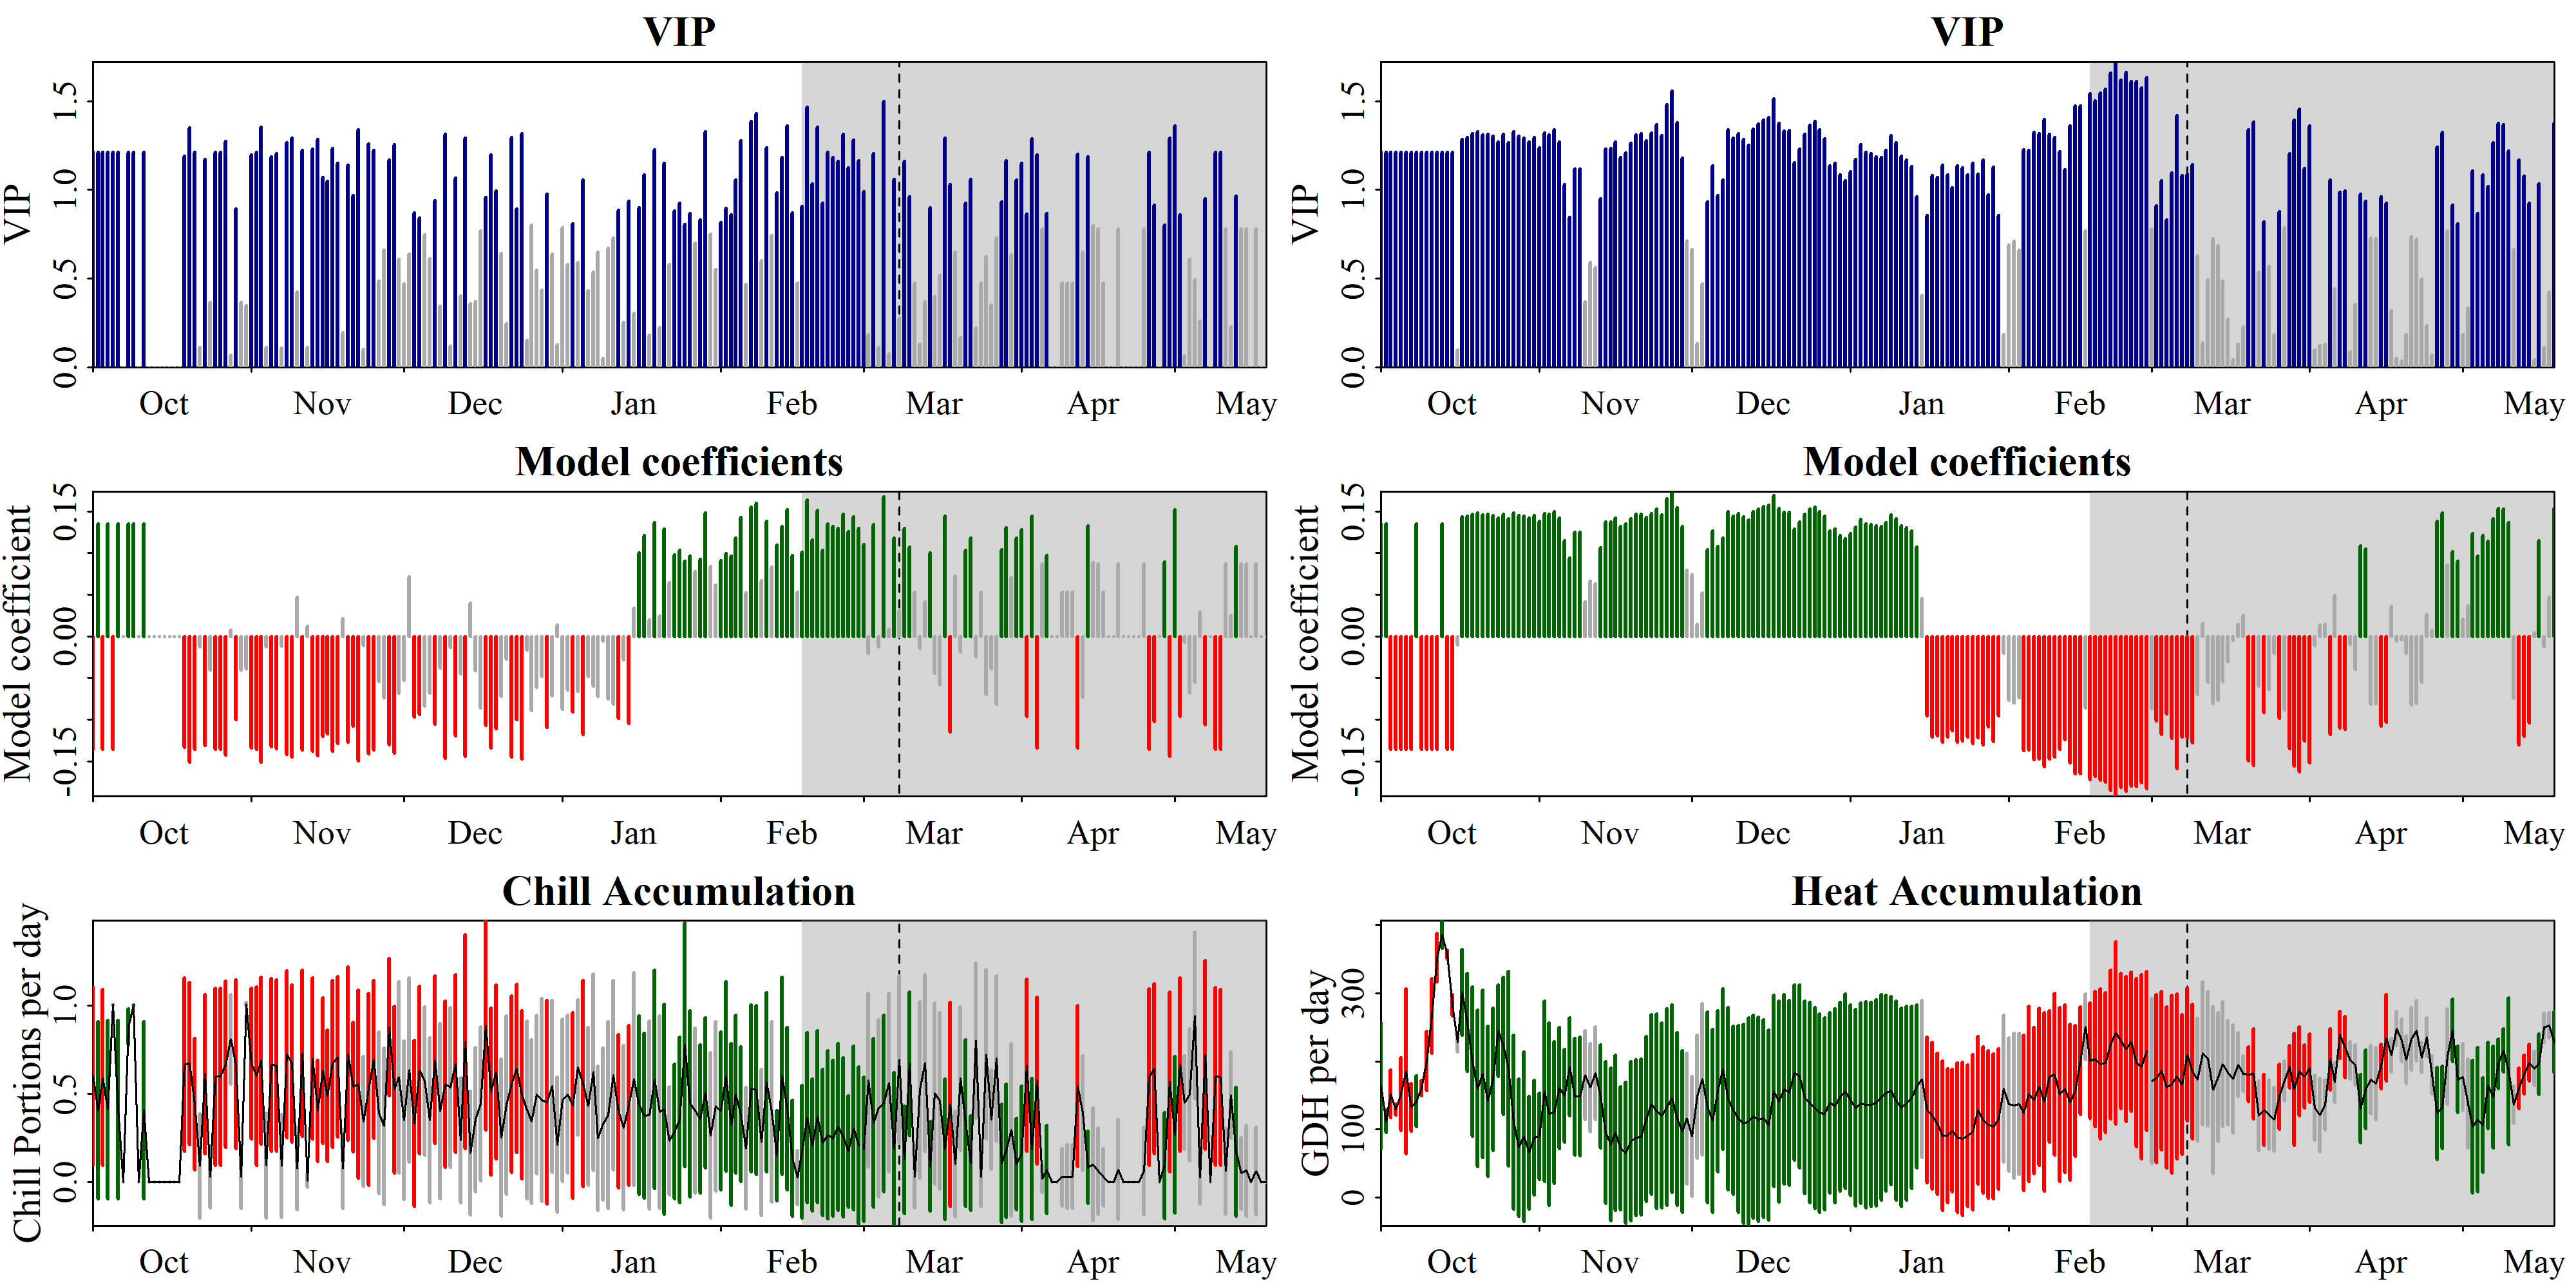 VIP
VIP
0.0 0.5 1.0 1.5
Oct Nov Dec Jan Feb Mar Apr May
VIP
VIP
0.0 0.5 1.0 1.5
Oct Nov Dec Jan Feb Mar Apr May
Model coefficients
Model coefficient
-0.15 0.00 0.15
Oct Nov Dec Jan Feb Mar Apr May
Model coefficients
Model coefficient
-0.15 0.00 0.15
Oct Nov Dec Jan Feb Mar Apr May
Chill Accumulation
Chill Portions per day
0.0 0.5 1.0
Oct Nov Dec Jan Feb Mar Apr May
Heat Accumulation
GDH per day
0 100 300
Oct Nov Dec Jan Feb Mar Apr May